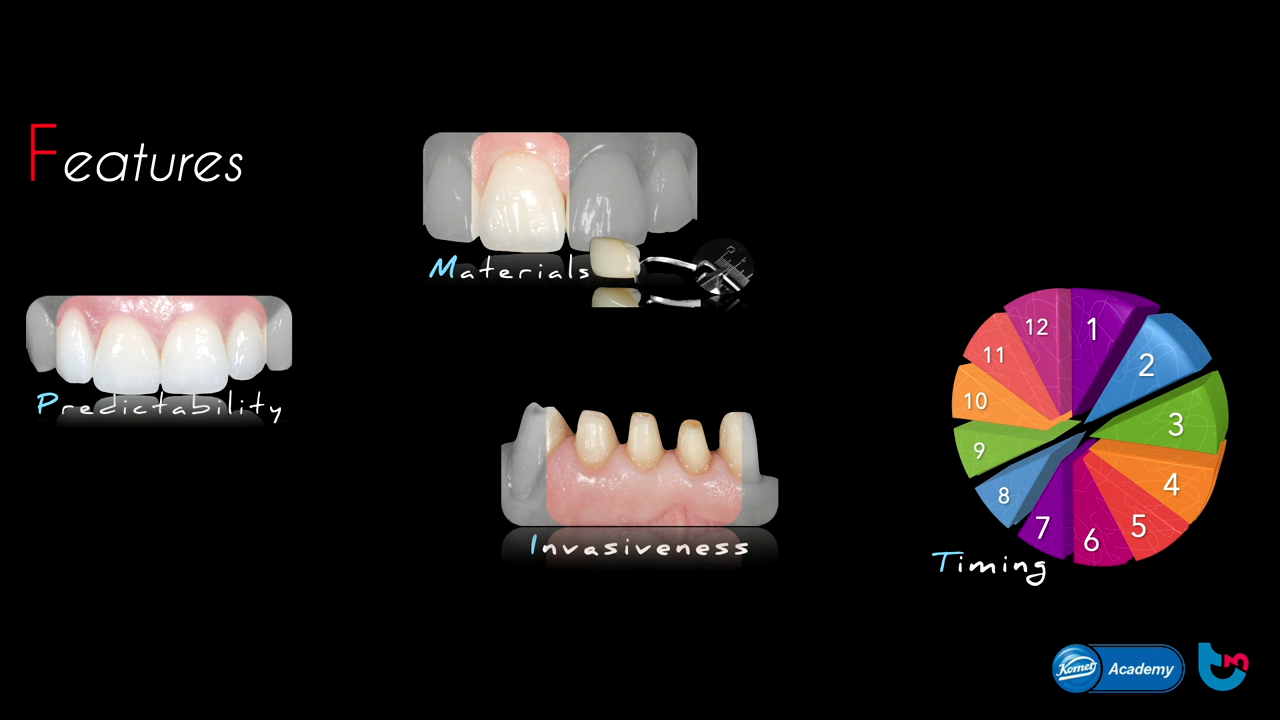 Features
Materials
Predictability
Invasiveness
12
1
11
2
10
3
9
4
8
5
7
6
Timing
Komet
Academy
tm